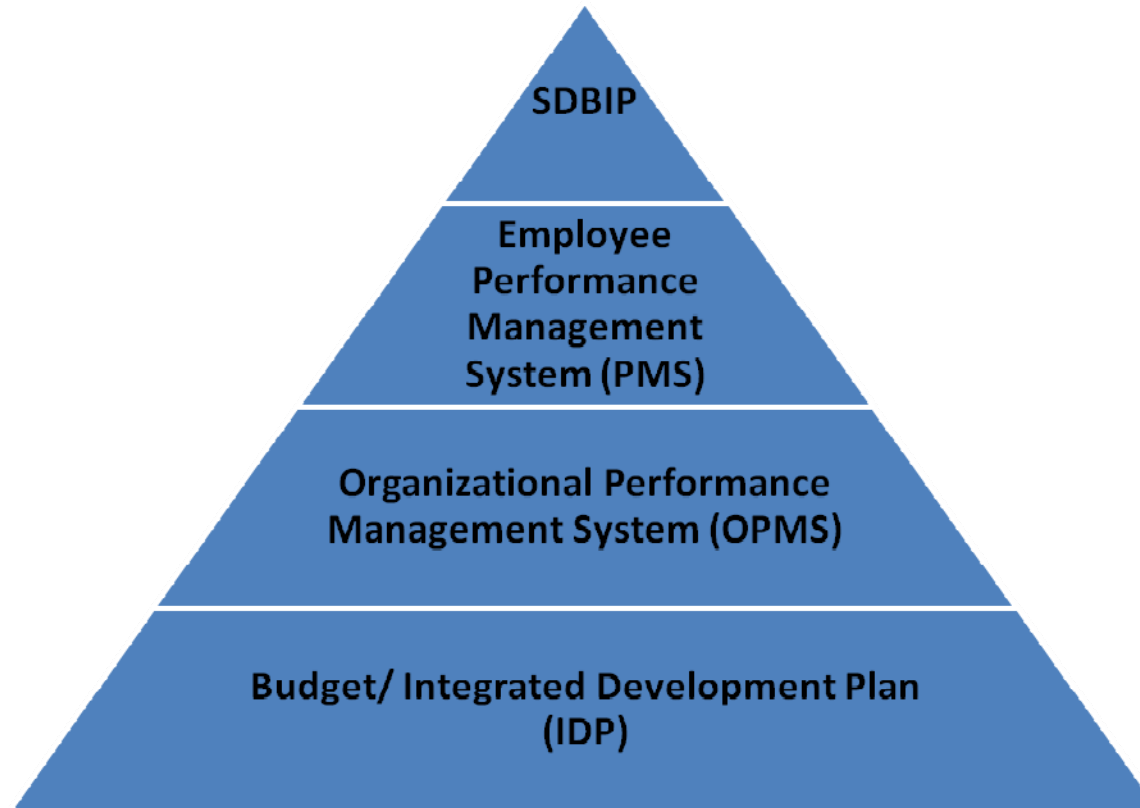 SDBIP
Employee
Performance
Management
System (PMS)
Organizational Performance
Management System (OPMS)
Budget/ Integrated Development Plan
(IDP)